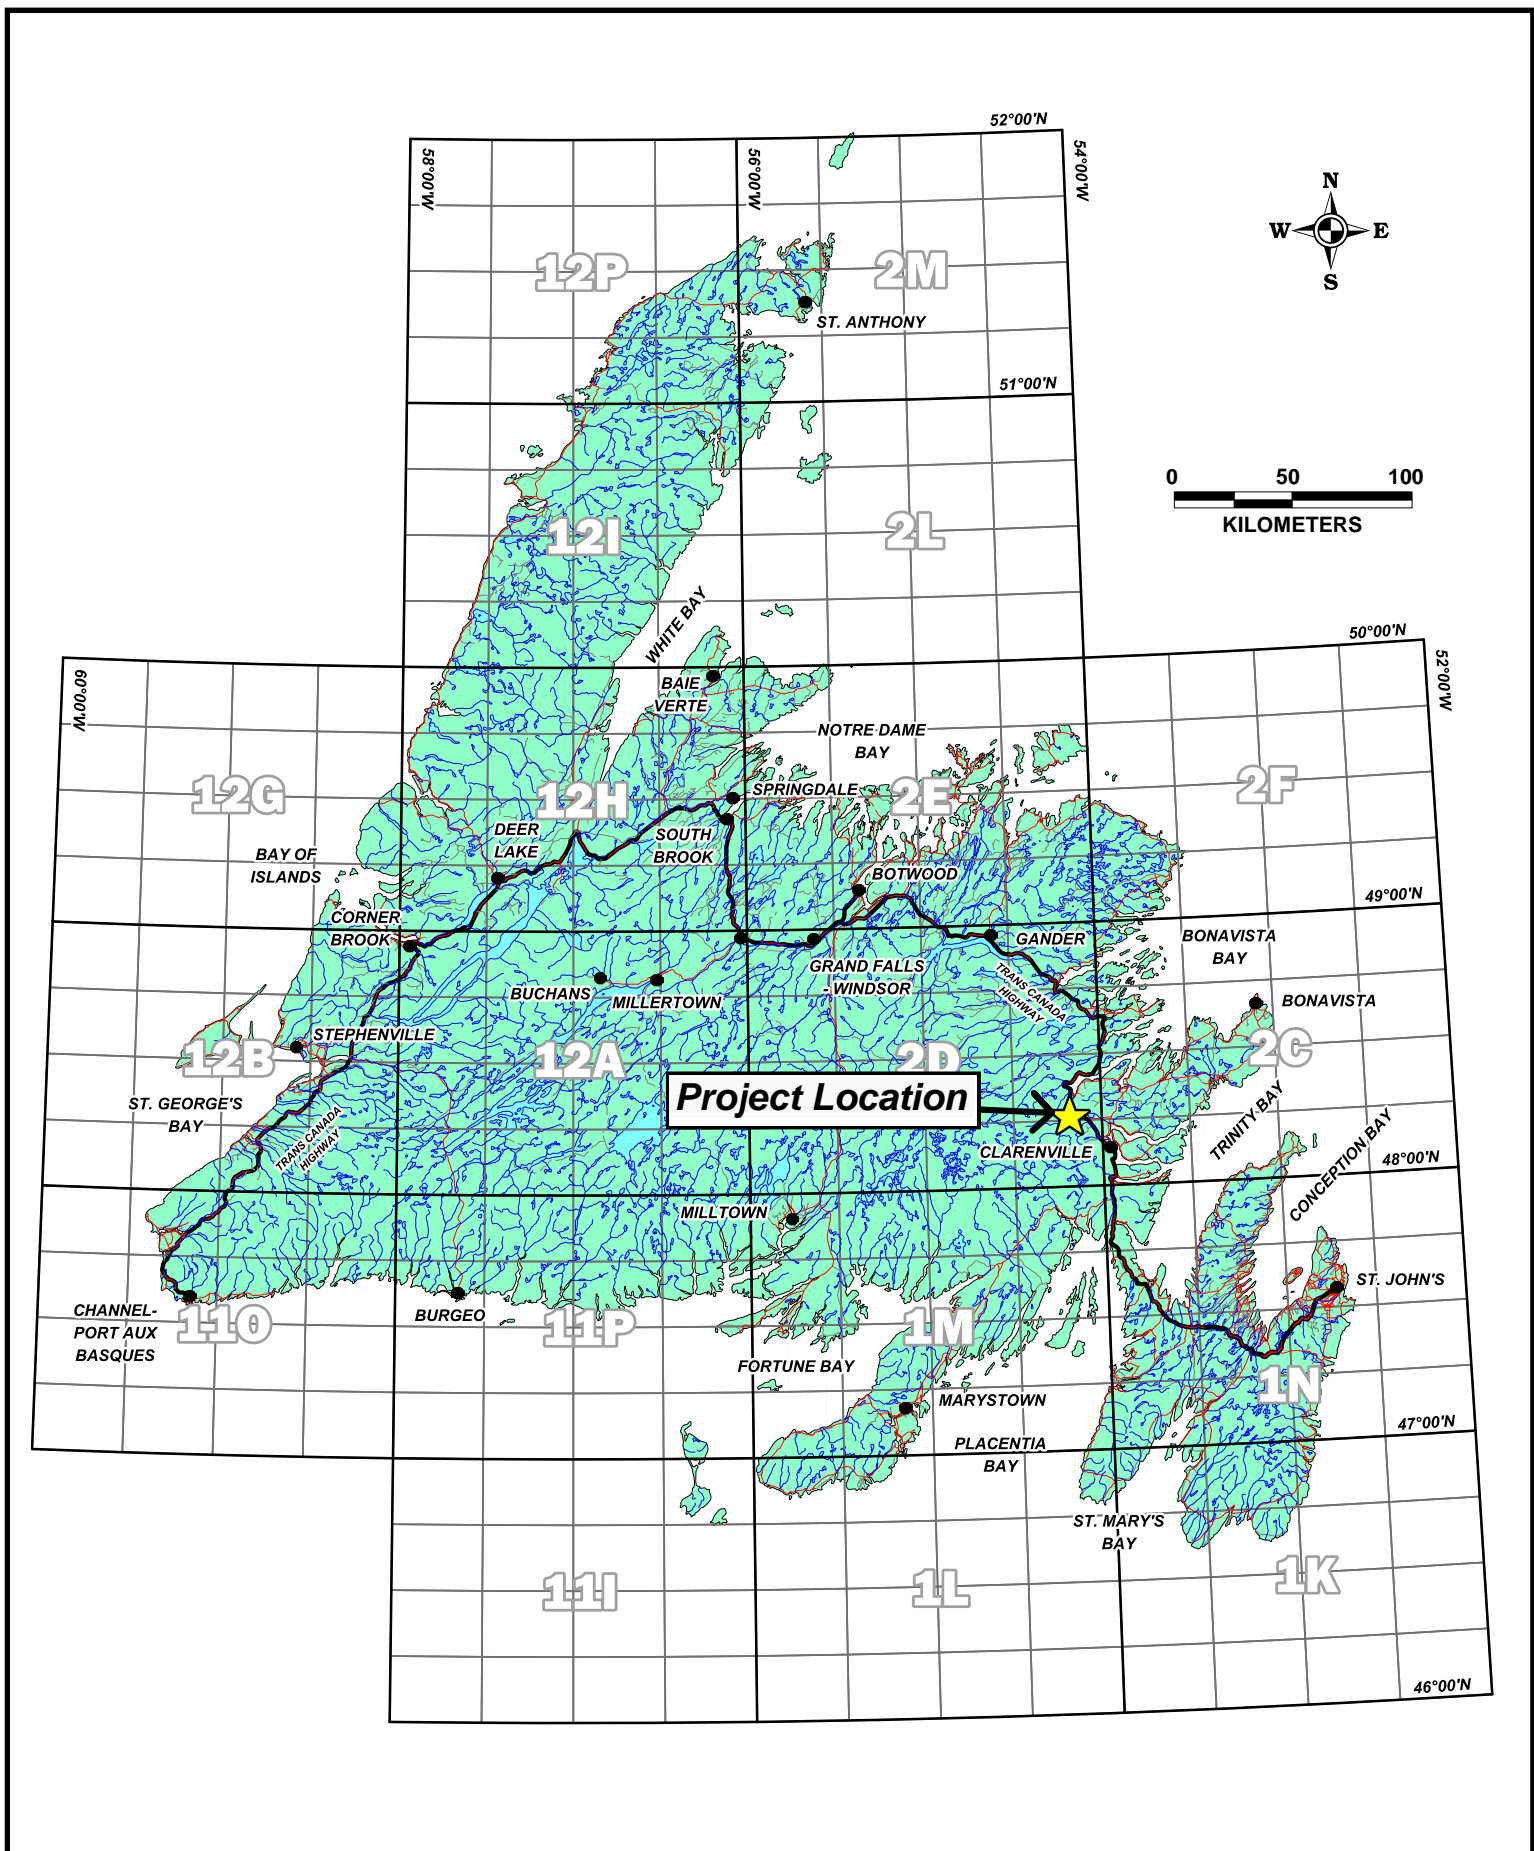 52°00'N
58°00'W
56°00'W
54°00'W
N
W
E
S
12P
2M
ST. ANTHONY
51°00'N
0 50 100
KILOMETERS
12I
2L
WHITE BAY
50°00'N
60°00'W
52°00'W
BAIE
VERTE
NOTRE DAME
BAY
12G
12H
SPRINGDALE
2E
2F
DEER
LAKE
SOUTH
BROOK
BAY OF
ISLANDS
BOTWOOD
49°00'N
CORNER
BROOK
GANDER
BONAVISTA
BAY
GRAND FALLS
- WINDSOR
TRANS CANADA
HIGHWAY
BUCHANS
MILLERTOWN
BONAVISTA
STEPHENVILLE
12B
12A
2D
2C
Project Location
ST. GEORGE'S
BAY
TRANS CANADA
HIGHWAY
CLARENVILLE
TRINITY BAY
CONCEPTION BAY
48°00'N
MILLTOWN
ST. JOHN'S
CHANNEL-
PORT AUX
BASQUES
11O
BURGEO
11P
1M
FORTUNE BAY
1N
MARYSTOWN
47°00'N
PLACENTIA
BAY
ST. MARY'S
BAY
11I
1L
1K
46°00'N